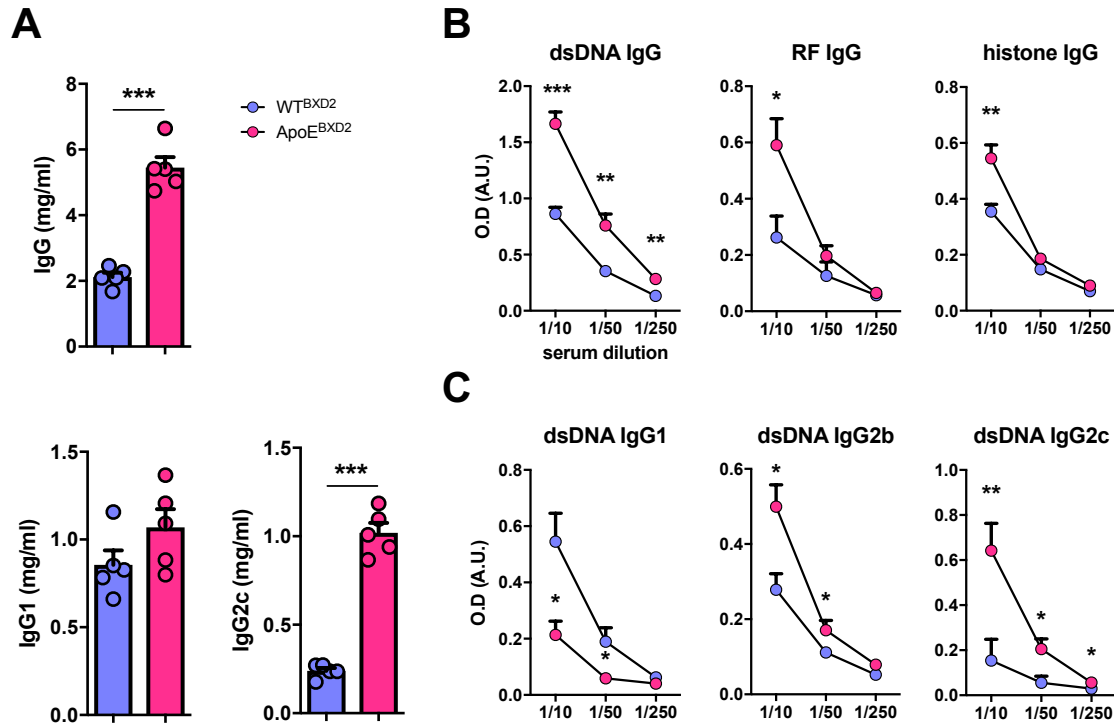 A
IgG (mg/ml)
8
6
4
2
0
***
WTBXD2
ApoEBXD2
IgG1 (mg/ml)
1.5
1.0
0.5
0.0
IgG2c (mg/ml)
1.5
1.0
0.5
0.0
***
B
dsDNA IgG
O.D (A.U.)
2.0
1.5
1.0
0.5
0.0
***
**
**
1/10 1/50 1/250
serum dilution
RF IgG
0.8
0.6
0.4
0.2
0.0
*
1/10 1/50 1/250
histone IgG
0.8
0.6
0.4
0.2
0.0
**
1/10 1/50 1/250
C
dsDNA IgG1
O.D (A.U.)
0.8
0.6
0.4
0.2
0.0
*
*
1/10 1/50 1/250
dsDNA IgG2b
0.6
0.4
0.2
0.0
*
*
1/10 1/50 1/250
dsDNA IgG2c
1.0
0.8
0.6
0.4
0.2
0.0
**
*
*
1/10 1/50 1/250